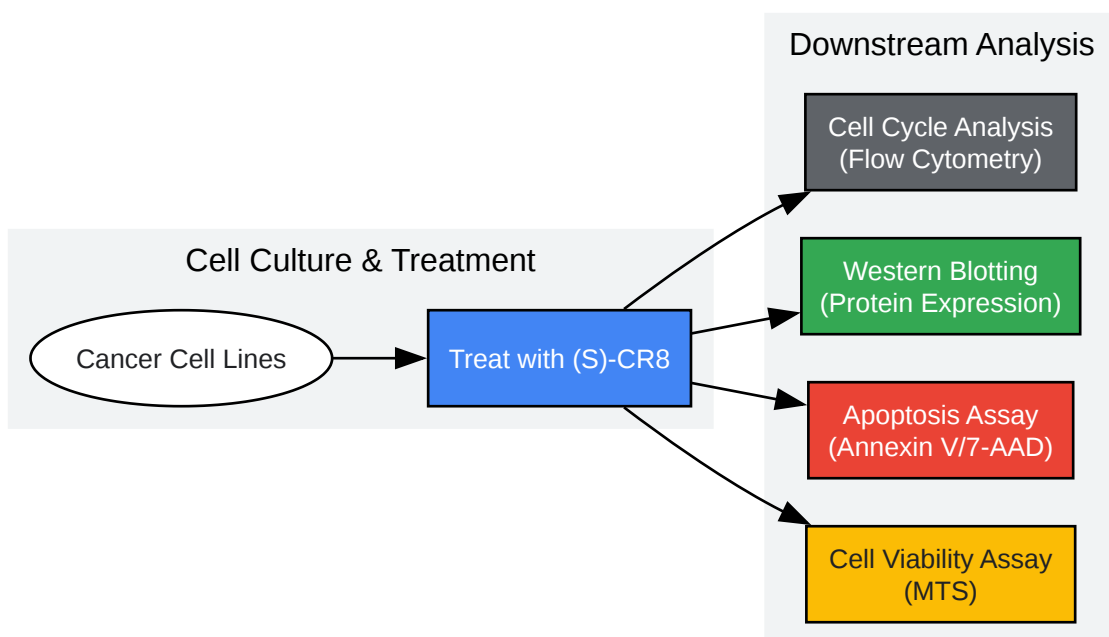 Downstream Analysis
Cell Cycle Analysis
(Flow Cytometry)
Cell Culture & Treatment
Western Blotting
(Protein Expression)
Cancer Cell Lines
Treat with (S)-CR8
Apoptosis Assay
(Annexin V/7-AAD)
Cell Viability Assay
(MTS)